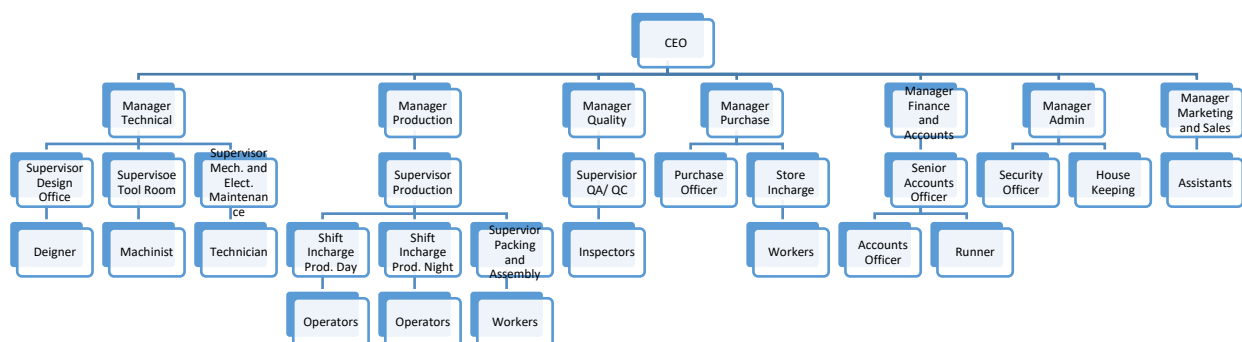 CEO
Manager
Technical
Manager
Production
Manager
Quality
Manager
Purchase
Manager
Finance
and
Accounts
Manager
Admin
Manager
Marketing
and Sales
Supervisor
Design
Office
Supervisoe
Tool Room
Supervisor
Mech. and
Elect.
Maintenan
ce
Supervisor
Production
Supervisior
QA/ QC
Purchase
Officer
Store
Incharge
Senior
Accounts
Officer
Security
Officer
House
Keeping
Assistants
Deigner
Machinist
Technician
Shift
Incharge
Prod. Day
Shift
Incharge
Prod. Night
Supervior
Packing
and
Assembly
Inspectors
Workers
Accounts
Officer
Runner
Operators
Operators
Workers